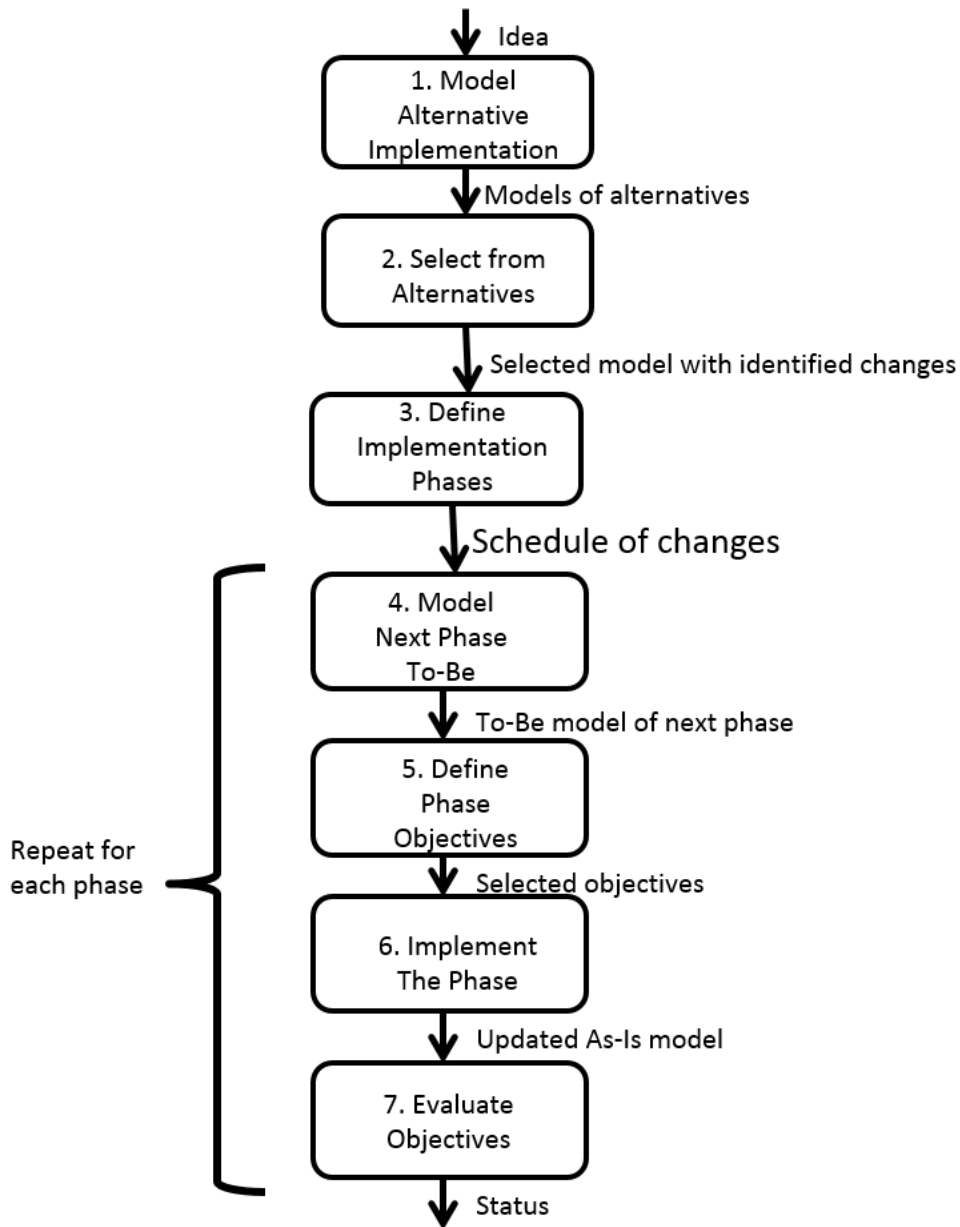 Idea
1. Model
Alternative
Implementation
Models of alternatives
2. Select from
Alternatives
Selected model with identified changes
3. Define
Implementation
Phases
Schedule of changes
4. Model
Next Phase
To-Be
To-Be model of next phase
5. Define
Phase
Objectives
Repeat for
each phase
Selected objectives
6. Implement
The Phase
Updated As-Is model
7. Evaluate
Objectives
Status